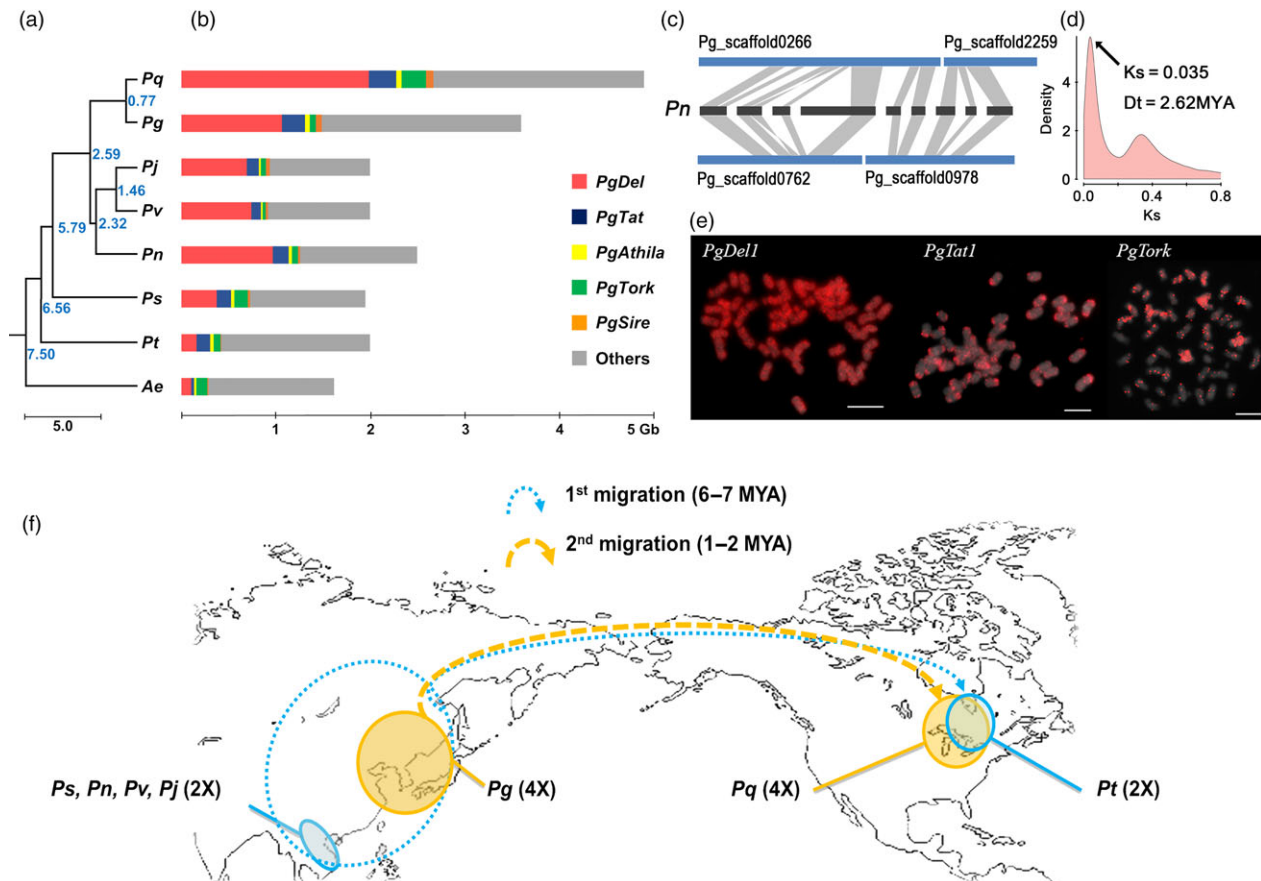 (a)
(b)
(c)
(d)
Pq
Pg
Pj
Pv
Pn
Ps
Pt
Ae
0.77
2.59
1.46
2.32
5.79
6.56
7.50
5.0
PgDel
PgTat
PgAthila
PgTork
PgSire
Others
1
2
3
4
5 Gb
Pg_scaffold0266
Pg_scaffold2259
Pn
Pg_scaffold0762
Pg_scaffold0978
Ks = 0.035
Dt = 2.62MYA
Density
4
2
0
0.0
0.4
0.8
Ks
(e)
PgDel1
PgTat1
PgTork
(f)
1st migration (6–7 MYA)
2nd migration (1–2 MYA)
Ps, Pn, Pv, Pj (2X)
Pg (4X)
Pq (4X)
Pt (2X)